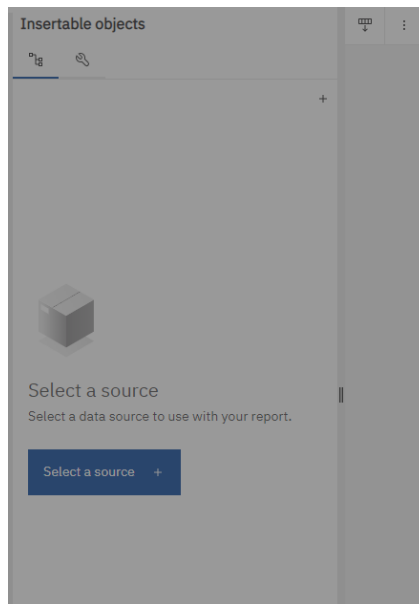 Insertable objects
Select a source
Select a data source to use with your report.
Select a source +